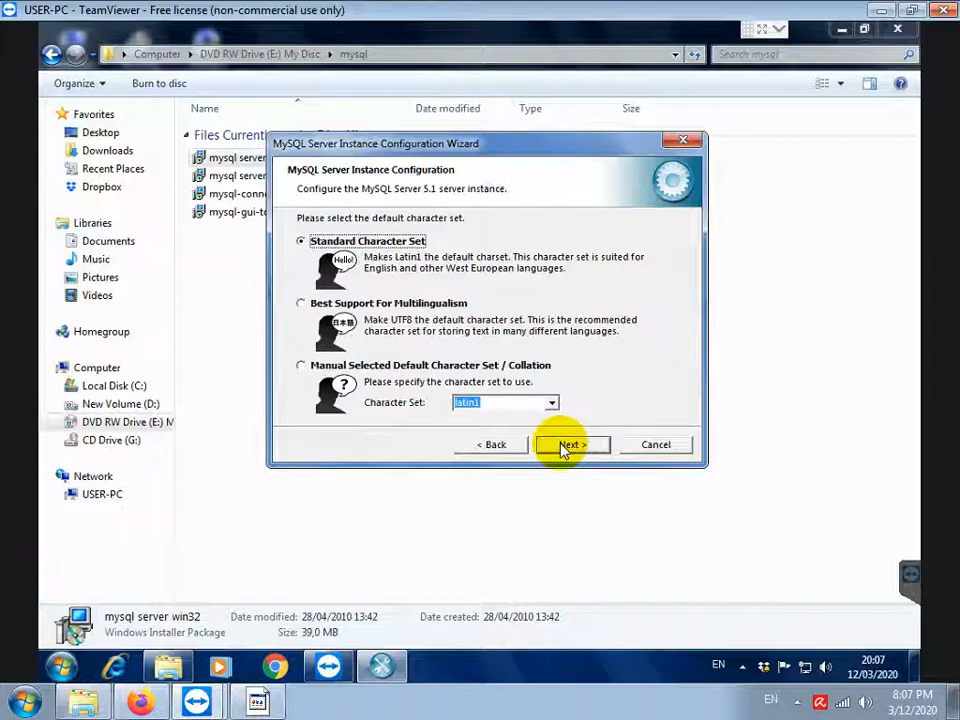 USER-PC - TeamViewer - Free license (non-commercial use only)
Computer
DVD RW Drive (E:) My Disc
mysql
Search mysql
Organize
Burn to disc
Favorites
Desktop
Downloads
Recent Places
Dropbox
Libraries
Documents
Music
Pictures
Videos
Homegroup
Computer
Local Disk (C:)
New Volume (D:)
DVD RW Drive (E:) M
CD Drive (G:)
Network
USER-PC
Name
Date modified
Type
Size
Files Current
mysql server
mysql server
mysql-conn
mysql-gui-to
MySQL Server Instance Configuration Wizard
MySQL Server Instance Configuration
Configure the MySQL Server 5.1 server instance.
Please select the default character set.
Standard Character Set
Hello!
Makes Latin1 the default charset. This character set is suited for
English and other West European languages.
Best Support For Multilingualism
日本語
Make UTF8 the default character set. This is the recommended
character set for storing text in many different languages.
Manual Selected Default Character Set / Collation
?
Please specify the character set to use.
Character Set:
latin1
< Back
Next >
Cancel
mysql server win32
Windows Installer Package
Date modified: 28/04/2010 13:42
Size: 39,0 MB
Date created: 28/04/2010 13:42
EN
20:07
12/03/2020
EN
8:07 PM
3/12/2020